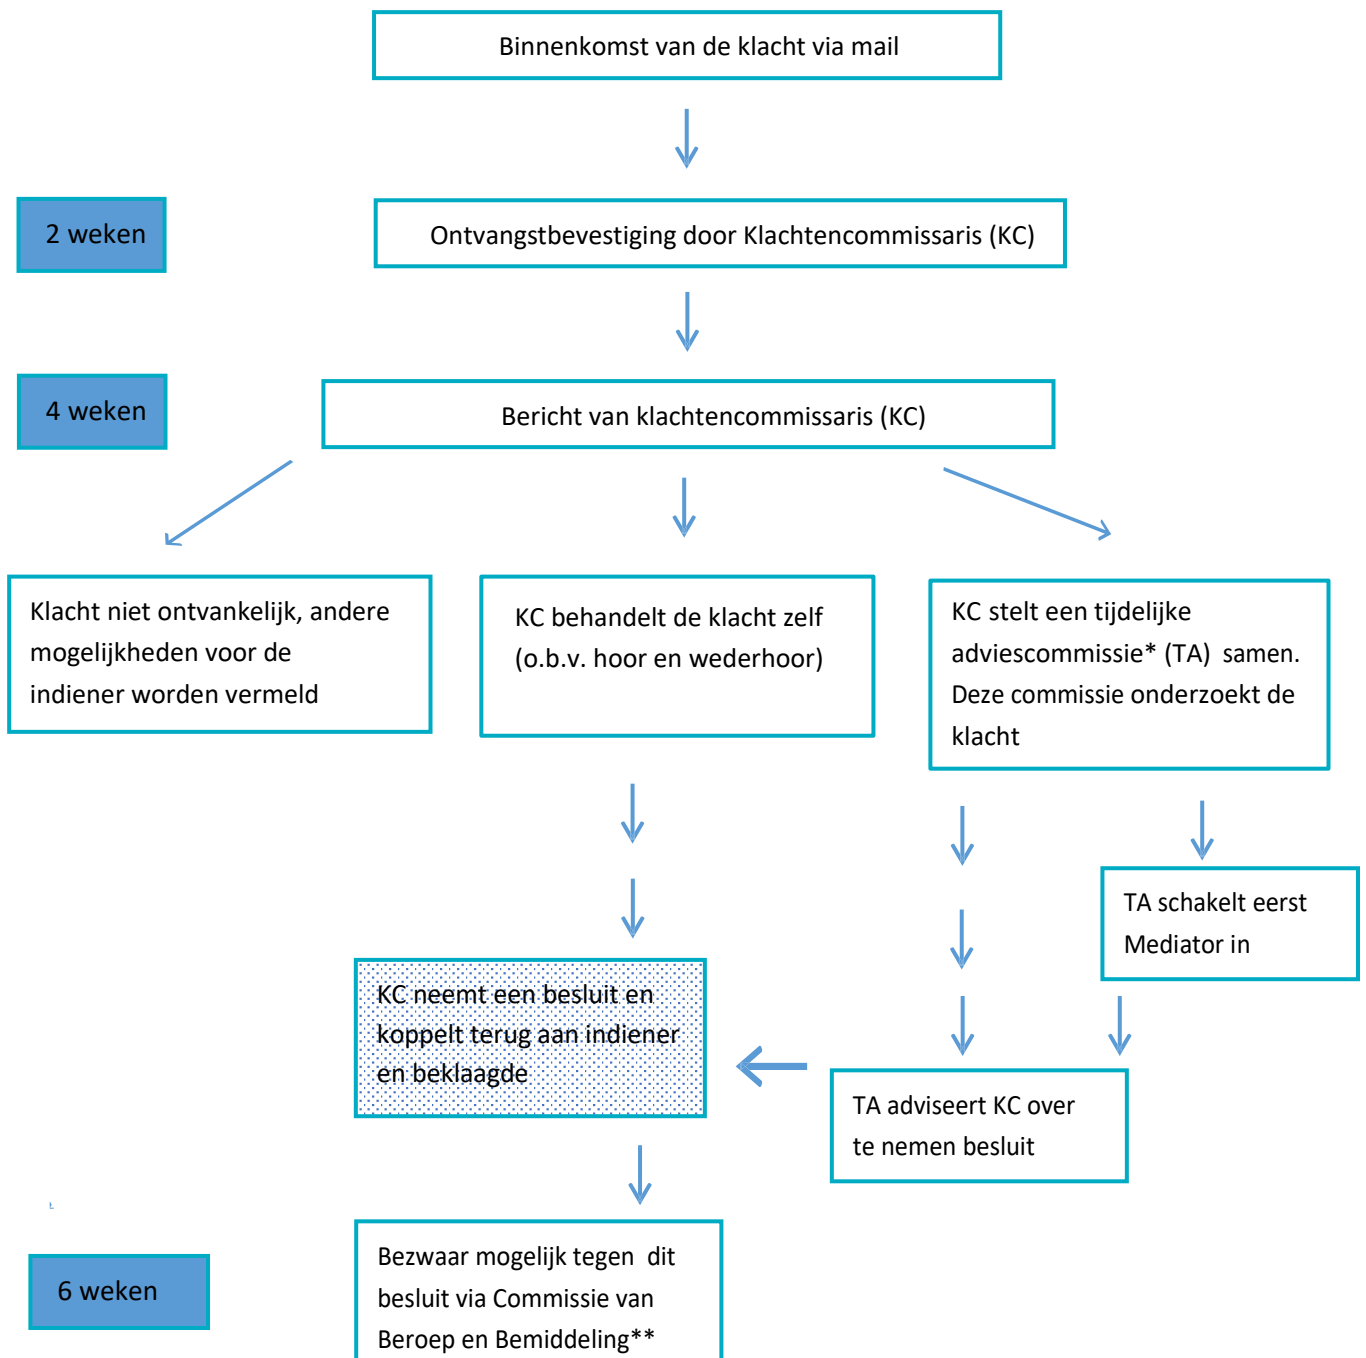 Binnenkomst van de klacht via mail
2 weken
Ontvangstbevestiging door Klachtencommissaris (KC)
4 weken
Bericht van klachtencommissaris (KC)
Klacht niet ontvankelijk, andere
mogelijkheden voor de
indiener worden vermeld
KC behandelt de klacht zelf
(o.b.v. hoor en wederhoor)
KC stelt een tijdelijke
adviescommissie* (TA) samen.
Deze commissie onderzoekt de
klacht
TA schakelt eerst
Mediator in
KC neemt een besluit en
koppelt terug aan indiener
en beklaagde
TA adviseert KC over
te nemen besluit
6 weken
Bezwaar mogelijk tegen dit
besluit via Commissie van
Beroep en Bemiddeling**